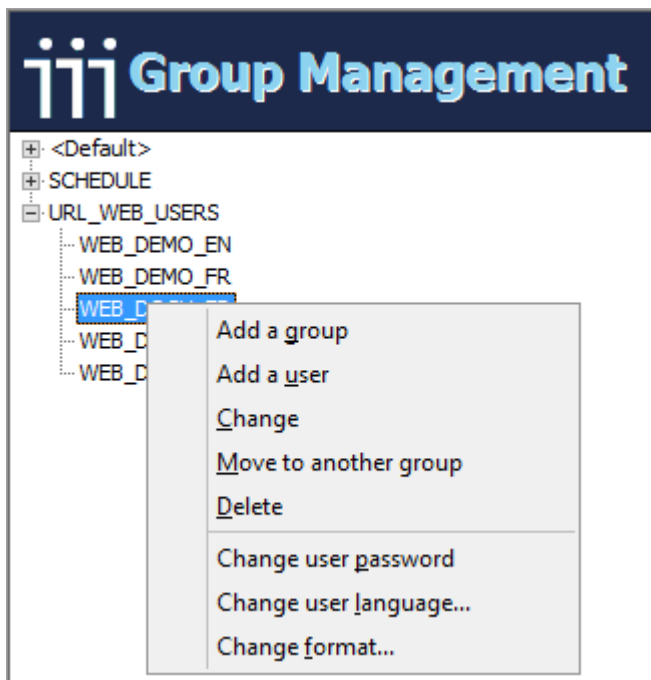 Group Management
<Default>
SCHEDULE
URL_WEB_USERS
WEB_DEMO_EN
WEB_DEMO_FR
Add a group
Add a user
Change
Move to another group
Delete
Change user password
Change user language...
Change format...